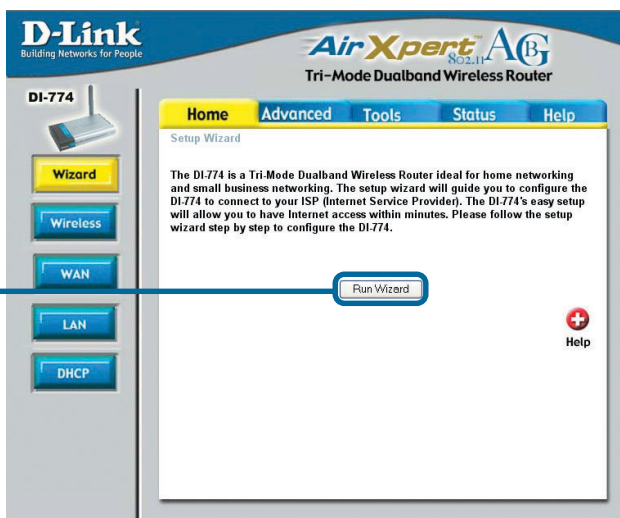 D-Link
Building Networks for People
Air Xpert 802.11 ABG
Tri-Mode Dualband Wireless Router
DI-774
Home Advanced Tools Status Help
Setup Wizard
The DI-774 is a Tri-Mode Dualband Wireless Router ideal for home networking
and small business networking. The setup wizard will guide you to configure the
DI-774 to connect to your ISP (Internet Service Provider). The DI-774's easy setup
will allow you to have Internet access within minutes. Please follow the setup
wizard step by step to configure the DI-774.
Wizard
Wireless
WAN
LAN
DHCP
Run Wizard
Help